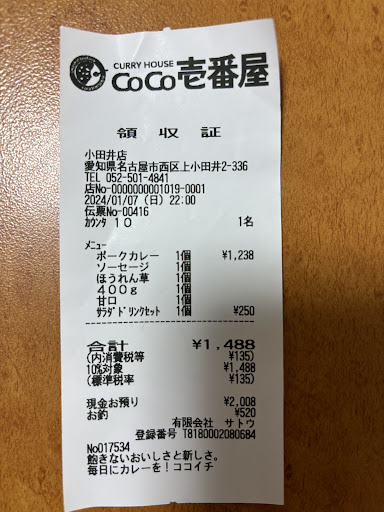 CURRY HOUSE
CoCo壱番屋
領収証
小田井店
愛知県名古屋市西区上小田井2-336
TEL 052-501-4841
店No-0000000001019-0001
2024/01/07（日）22:00
伝票No-00416
ｶｳﾝﾀ １０ 1名
ﾒﾆｭｰ
ポークカレー 1個 ¥1,238
ソーセージ 1個
ほうれん草 1個
４００ｇ 1個
甘口 1個
ｻﾗﾀﾞﾄﾞﾘﾝｸｾｯﾄ 1個 ¥250
合計 ¥1,488
(内消費税等 ¥135)
10%対象 ¥1,488
(標準税率 ¥135)
現金お預り ¥2,008
お釣 ¥520
有限会社 サトウ
登録番号 T8180002080684
No017534
飽きないおいしさと新しさ。
毎日にカレーを！ココイチ